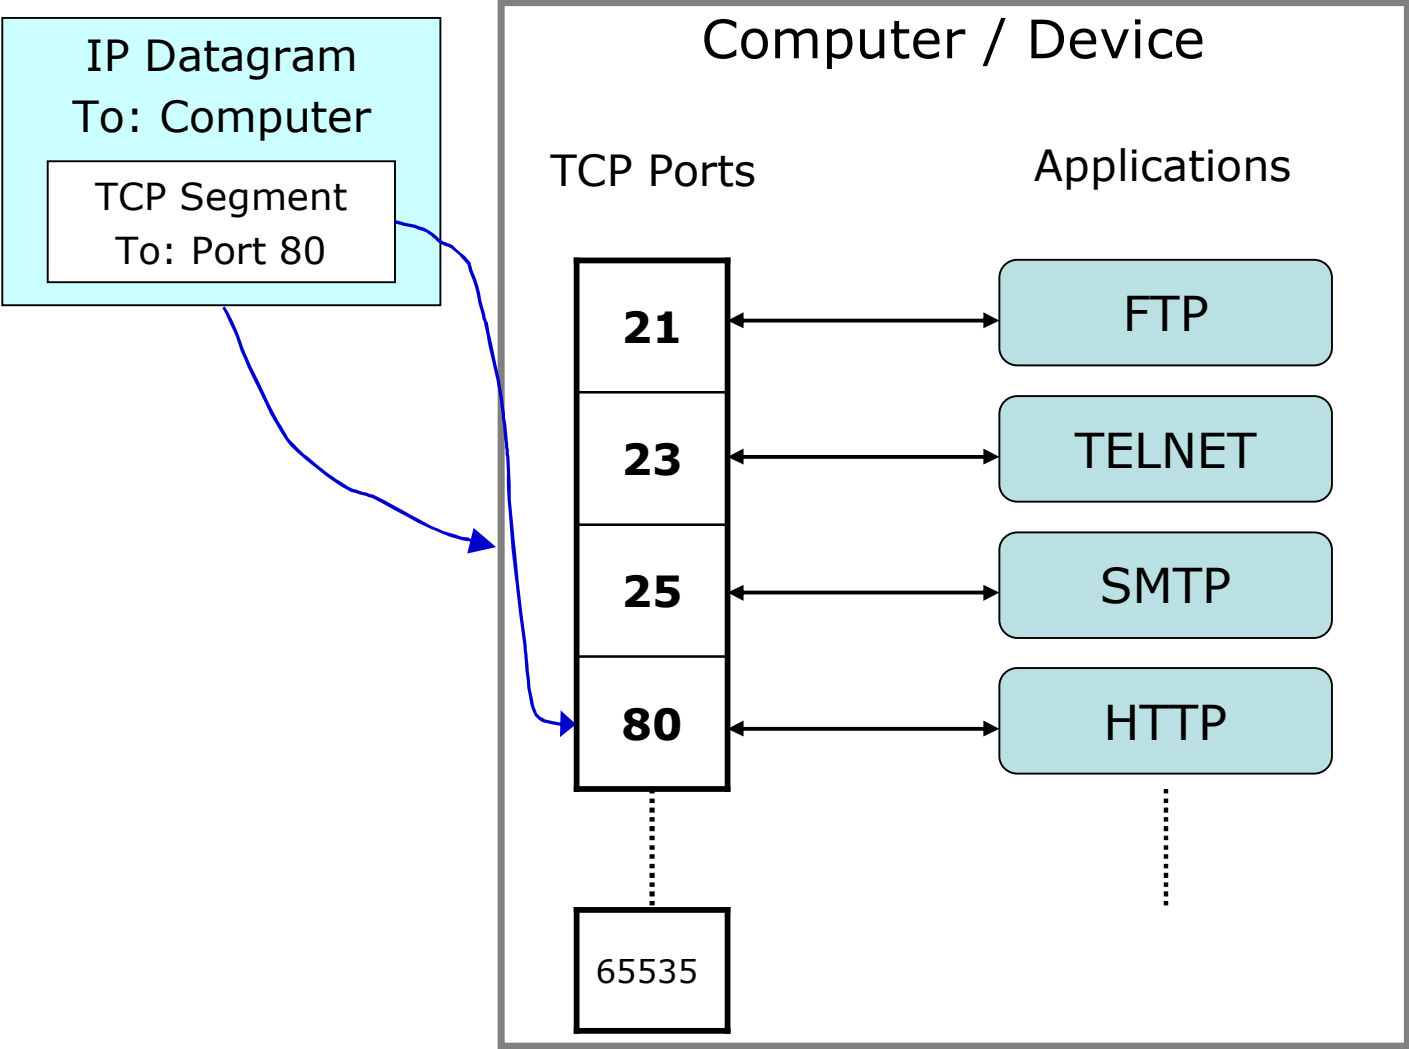 IP Datagram
To: Computer
TCP Segment
To: Port 80
Computer / Device
TCP Ports
Applications
21
FTP
23
TELNET
25
SMTP
80
HTTP
65535